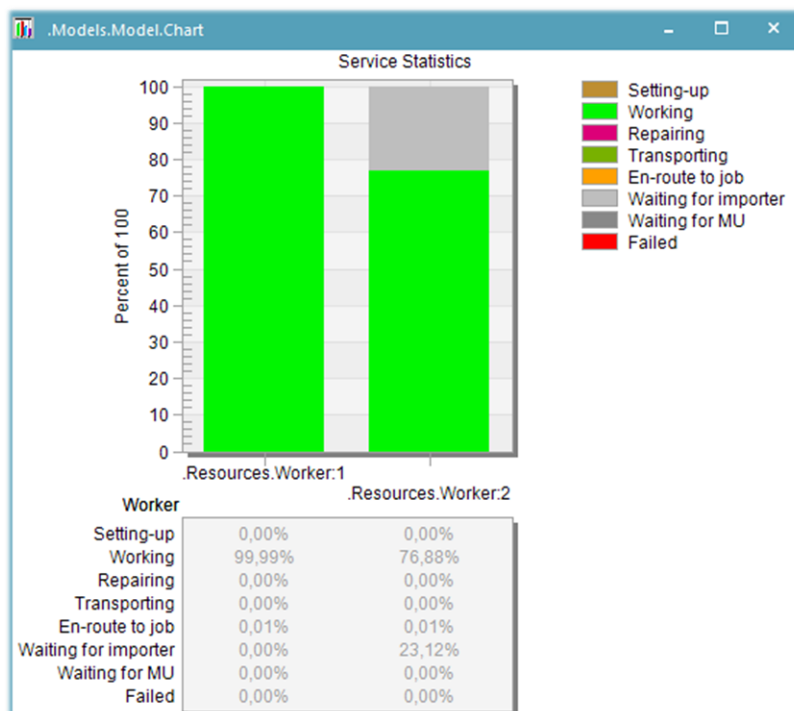 .Models.Model.Chart
Service Statistics
100
90
80
70
60
50
40
30
20
10
0
Percent of 100
.Resources.Worker:1
.Resources.Worker:2
Setting-up
Working
Repairing
Transporting
En-route to job
Waiting for importer
Waiting for MU
Failed
Worker
Setting-up 0,00% 0,00%
Working 99,99% 76,88%
Repairing 0,00% 0,00%
Transporting 0,00% 0,00%
En-route to job 0,01% 0,01%
Waiting for importer 0,00% 23,12%
Waiting for MU 0,00% 0,00%
Failed 0,00% 0,00%